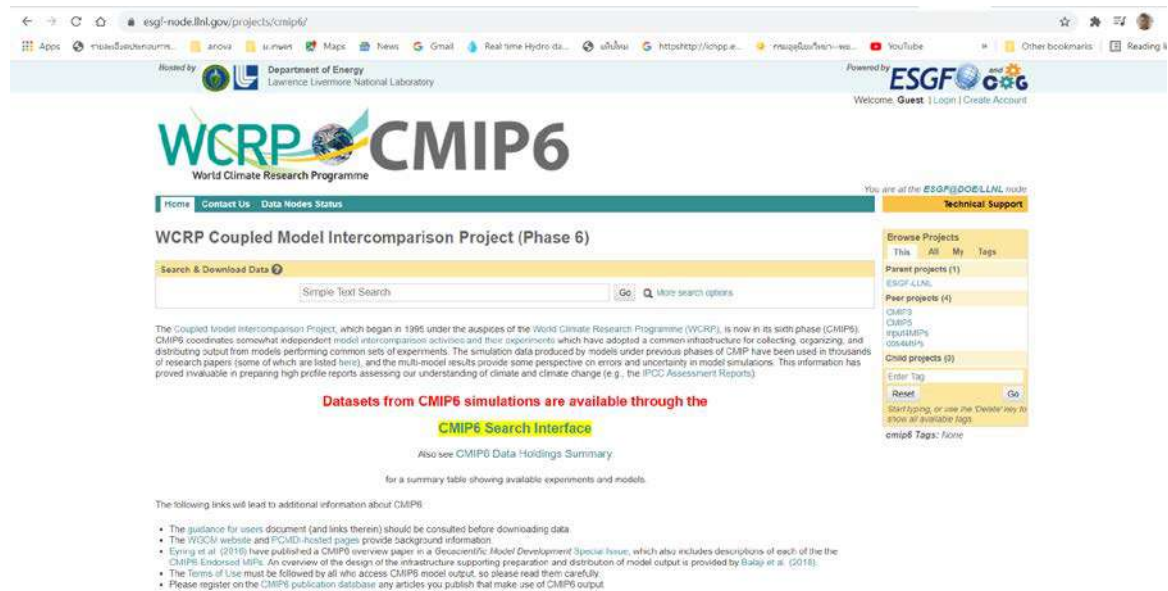 esgf-node.llnl.gov/projects/cmip6/
Apps anova Maps News Gmail Real time Hydro da... YouTube » Other bookmarks Reading li
Hosted by Department of Energy
Lawrence Livermore National Laboratory
Powered by ESGF and CoG
Welcome, Guest. | Login | Create Account
WCRP CMIP6
World Climate Research Programme
You are at the ESGF@DOE/LLNL node
Home Contact Us Data Nodes Status
Technical Support
WCRP Coupled Model Intercomparison Project (Phase 6)
Search & Download Data
Simple Text Search Go More search options
The Coupled Model Intercomparison Project, which began in 1995 under the auspices of the World Climate Research Programme (WCRP), is now in its sixth phase (CMIP6).
CMIP6 coordinates somewhat independent model intercomparison activities and their experiments which have adopted a common infrastructure for collecting, organizing, and
distributing output from models performing common sets of experiments. The simulation data produced by models under previous phases of CMIP have been used in thousands
of research papers (some of which are listed here), and the multi-model results provide some perspective on errors and uncertainty in model simulations. This information has
proved invaluable in preparing high profile reports assessing our understanding of climate and climate change (e.g., the IPCC Assessment Reports).
Datasets from CMIP6 simulations are available through the
CMIP6 Search Interface
Also see CMIP6 Data Holdings Summary
for a summary table showing available experiments and models.
The following links will lead to additional information about CMIP6
• The guidance for users document (and links therein) should be consulted before downloading data.
• The WGCM website and PCMDI-hosted pages provide background information.
• Eyring et al. (2016) have published a CMIP6 overview paper in a Geoscientific Model Development Special Issue, which also includes descriptions of each of the the
CMIP6 Endorsed MIPs. An overview of the design of the infrastructure supporting preparation and distribution of model output is provided by Balaji et al. (2018).
• The Terms of Use must be followed by all who access CMIP6 model output, so please read them carefully.
• Please register on the CMIP6 publication database any articles you publish that make use of CMIP6 output
Browse Projects
This All My Tags
Parent projects (1)
ESGF-LLNL
Peer projects (4)
CMIP3
CMIP5
input4MIPs
obs4MIPs
Child projects (0)
Enter Tag
Reset Go
Start typing, or use the 'Delete' key to
show all available tags.
cmip6 Tags: None